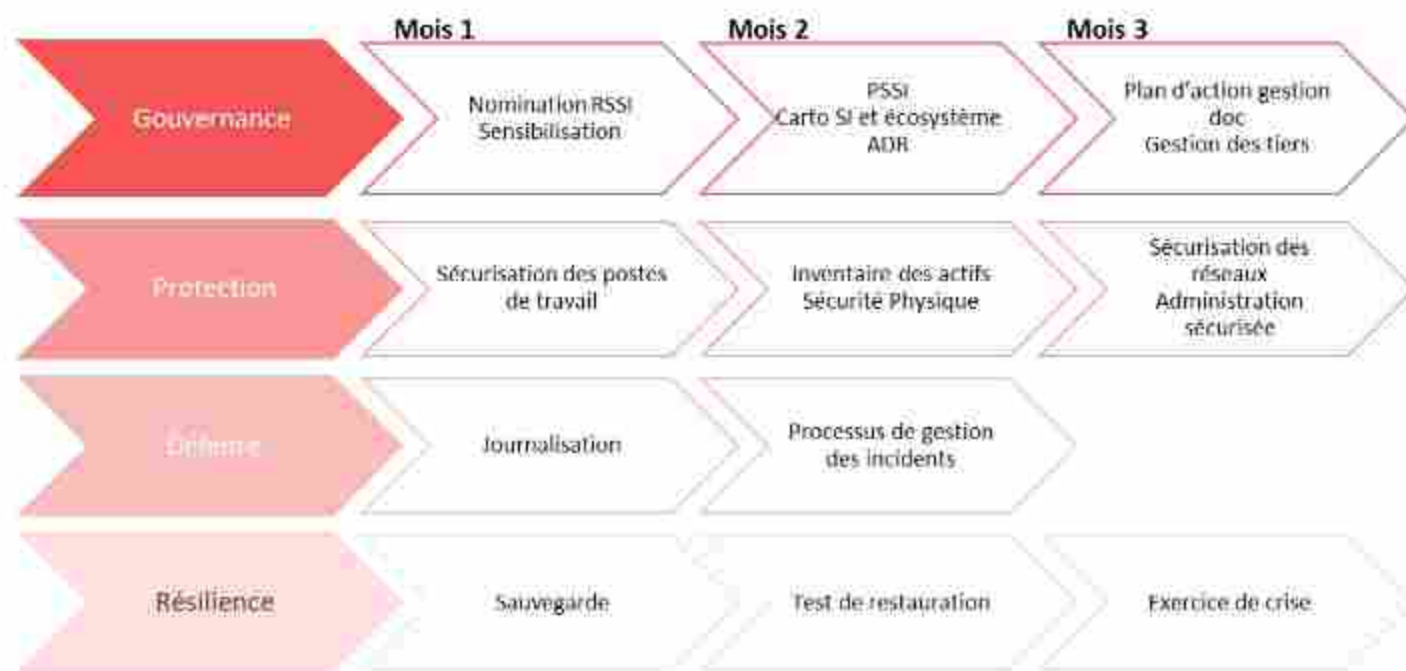 Mois 1
Mois 2
Mois 3
Gouvernance
Nomination RSSI
Sensibilisation
PSSI
Carto SI et écosystème
ADR
Plan d'action gestion
doc
Gestion des tiers
Protection
Sécurisation des postes
de travail
Inventaire des actifs
Sécurité Physique
Sécurisation des
réseaux
Administration
sécurisée
Défense
Journalisation
Processus de gestion
des incidents
Résilience
Sauvegarde
Test de restauration
Exercice de crise